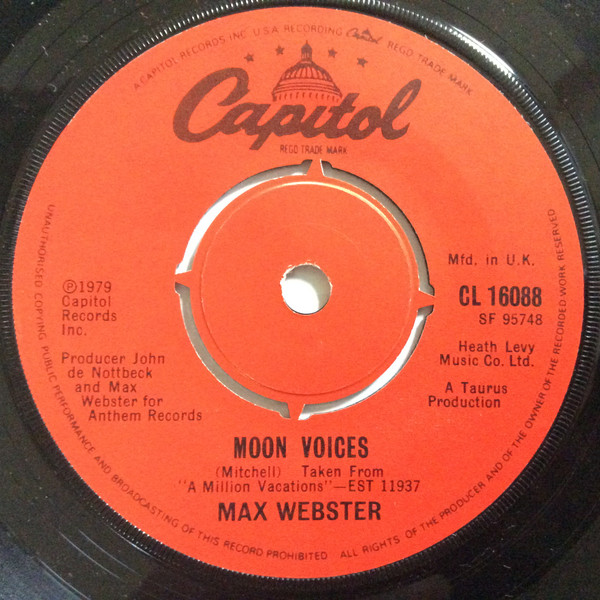 A CAPITOL RECORDS INC. U.S.A. RECORDING Capitol REGD. TRADE MARK
Capitol
REGD TRADE MARK
℗1979
Capitol
Records
Inc.
Producer John
de Nottbeck
and Max
Webster for
Anthem Records
Mfd. in U.K.
CL 16088
SF 95748
Heath Levy
Music Co. Ltd.
A Taurus
Production
MOON VOICES
(Mitchell) Taken From
"A Million Vacations"—EST 11937
MAX WEBSTER
UNAUTHORISED COPYING PUBLIC PERFORMANCE AND BROADCASTING OF THIS RECORD PROHIBITED. ALL RIGHTS OF THE PRODUCER AND OF THE OWNER OF THE RECORDED WORK RESERVED